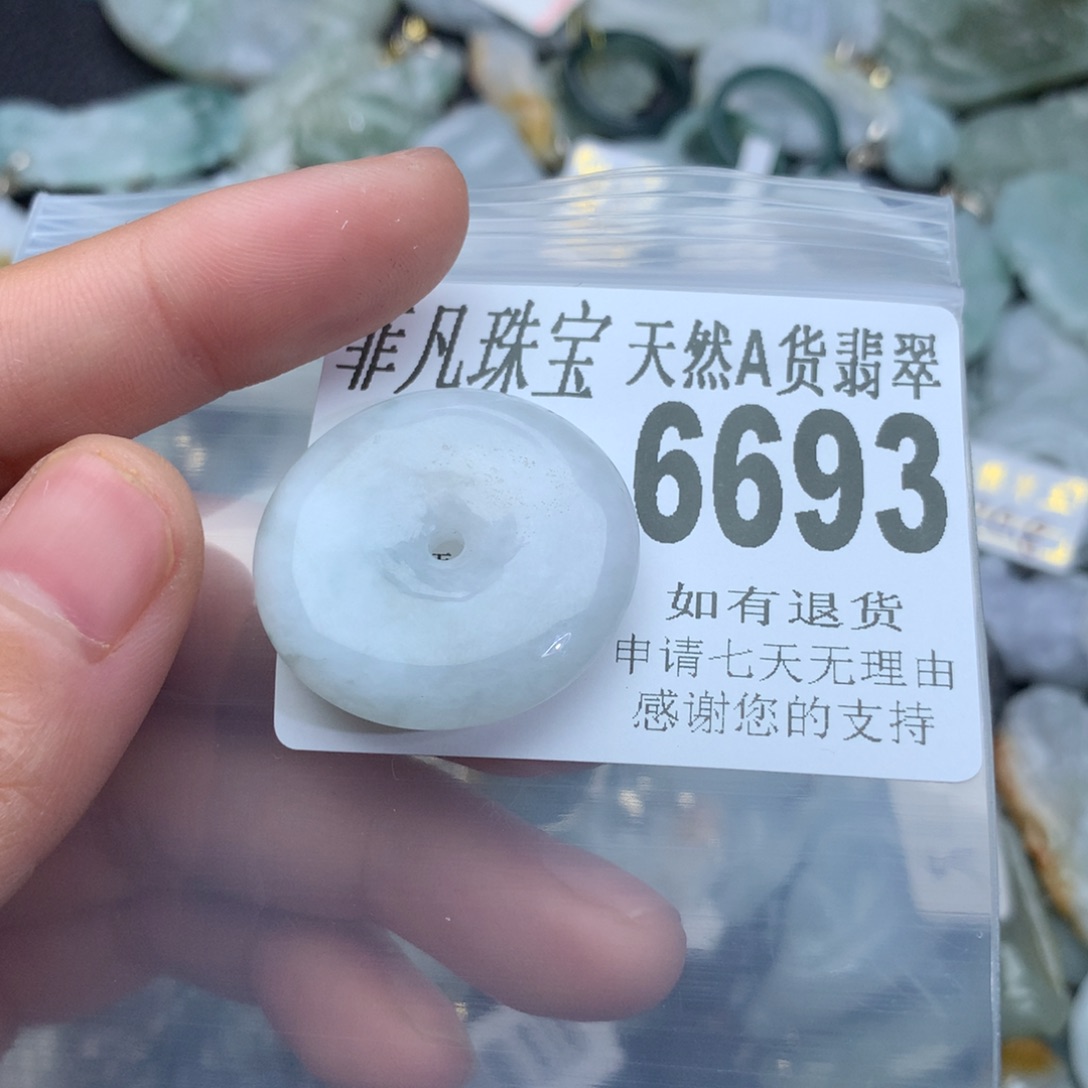 菲凡珠宝 天然A货翡翠
6693
如有退货
申请七天无理由
感谢您的支持